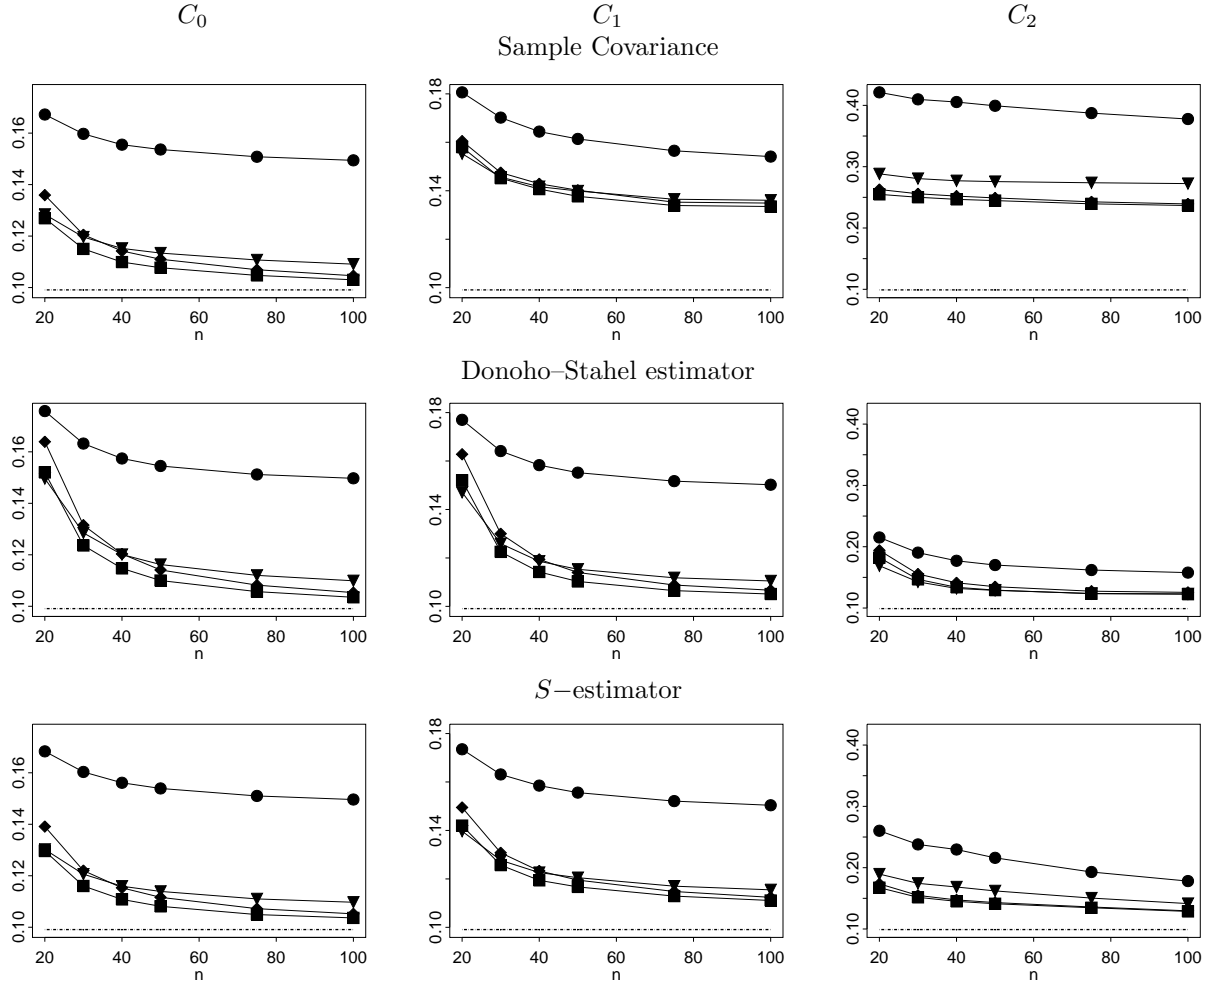 C0 C1 C2
Sample Covariance
0.10 0.12 0.14 0.16
20 40 60 80 100
n
0.10 0.14 0.18
20 40 60 80 100
n
0.10 0.20 0.30 0.40
20 40 60 80 100
n
Donoho–Stahel estimator
0.10 0.12 0.14 0.16
20 40 60 80 100
n
0.10 0.14 0.18
20 40 60 80 100
n
0.10 0.20 0.30 0.40
20 40 60 80 100
n
S−estimator
0.10 0.12 0.14 0.16
20 40 60 80 100
n
0.10 0.14 0.18
20 40 60 80 100
n
0.10 0.20 0.30 0.40
20 40 60 80 100
n